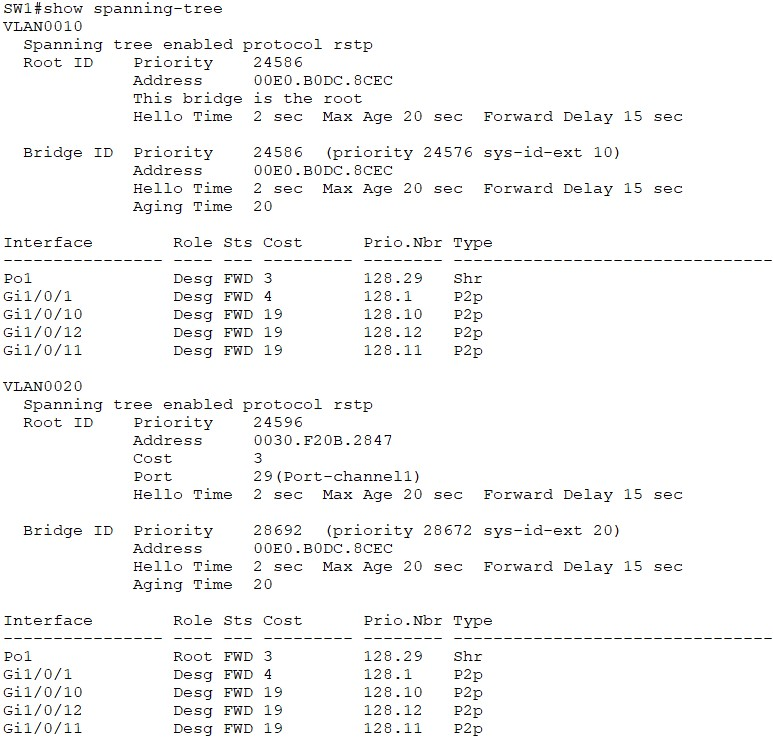 SW1#show spanning-tree
VLAN0010
  Spanning tree enabled protocol rstp
  Root ID    Priority    24586
             Address     00E0.B0DC.8CEC
             This bridge is the root
             Hello Time  2 sec  Max Age 20 sec  Forward Delay 15 sec

  Bridge ID  Priority    24586  (priority 24576 sys-id-ext 10)
             Address     00E0.B0DC.8CEC
             Hello Time  2 sec  Max Age 20 sec  Forward Delay 15 sec
             Aging Time  20

Interface        Role Sts Cost      Prio.Nbr Type
---------------- ---- --- --------- -------- --------------------------------
Po1              Desg FWD 3         128.29   Shr
Gi1/0/1          Desg FWD 4         128.1    P2p
Gi1/0/10         Desg FWD 19        128.10   P2p
Gi1/0/12         Desg FWD 19        128.12   P2p
Gi1/0/11         Desg FWD 19        128.11   P2p

VLAN0020
  Spanning tree enabled protocol rstp
  Root ID    Priority    24596
             Address     0030.F20B.2847
             Cost        3
             Port        29(Port-channel1)
             Hello Time  2 sec  Max Age 20 sec  Forward Delay 15 sec

  Bridge ID  Priority    28692  (priority 28672 sys-id-ext 20)
             Address     00E0.B0DC.8CEC
             Hello Time  2 sec  Max Age 20 sec  Forward Delay 15 sec
             Aging Time  20

Interface        Role Sts Cost      Prio.Nbr Type
---------------- ---- --- --------- -------- --------------------------------
Po1              Root FWD 3         128.29   Shr
Gi1/0/1          Desg FWD 4         128.1    P2p
Gi1/0/10         Desg FWD 19        128.10   P2p
Gi1/0/12         Desg FWD 19        128.12   P2p
Gi1/0/11         Desg FWD 19        128.11   P2p